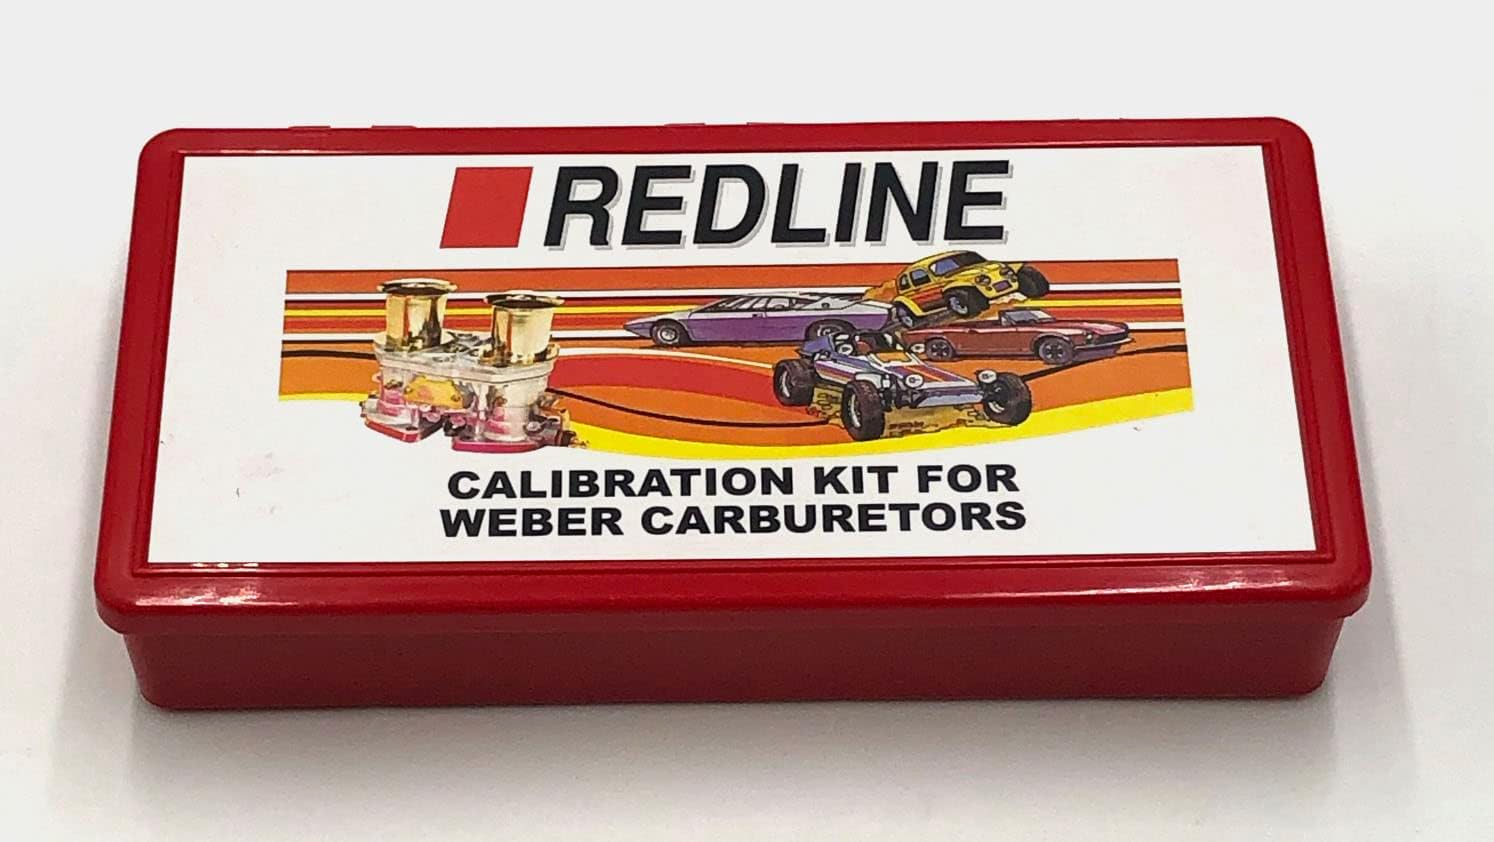 REDLINE
CALIBRATION KIT FOR
WEBER CARBURETORS